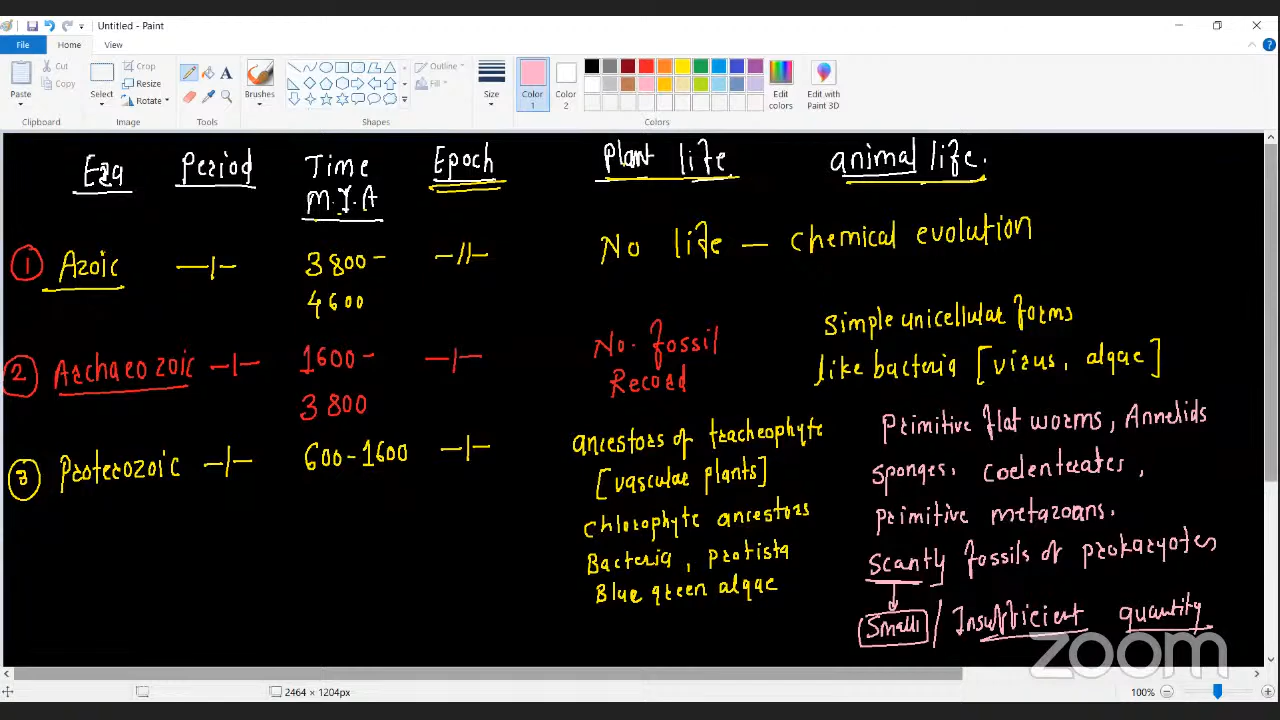 Untitled - Paint
File Home View
Paste
Cut
Copy
Clipboard
Select
Crop
Resize
Rotate
Image
Tools
Brushes
Shapes
Outline
Fill
Size
Color 1
Color 2
Colors
Edit colors
Edit with Paint 3D
Era Period Time M.Y.A Epoch Plant life animal life.
1 Azoic 3800 - 4600 No life — chemical evolution
2 Archaeozoic 1600 - 3800 No. fossil Record
simple unicellular forms
like bacteria [virus, algae]
3 Proterozoic 600-1600
ancestors of tracheophyte
[vascular plants]
chlorophyte ancestors
Bacteria, protista
Blue green algae
Primitive flat worms, Annelids
sponges, coelenterates,
primitive metazoans.
Scanty fossils of prokaryotes
Small / Insufficient quantity
zoom
2464 × 1204px
100%